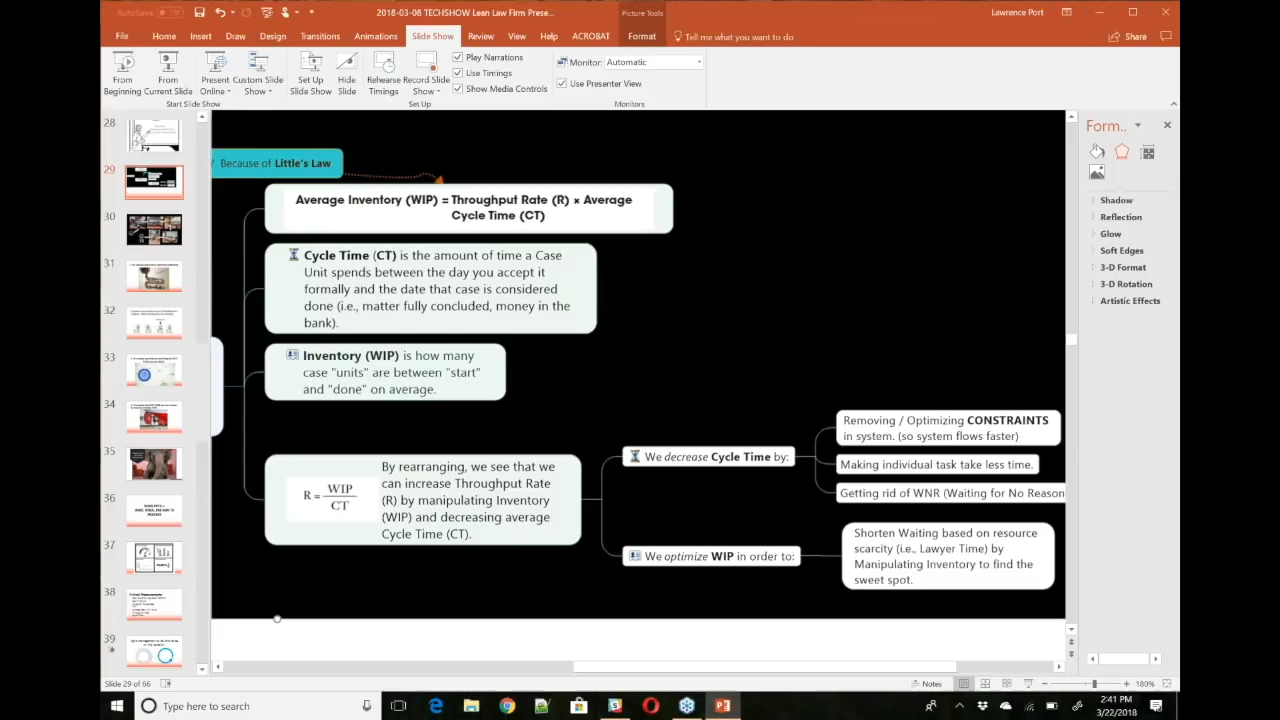 AutoSave
2018-03-08 TECHSHOW Lean Law Firm Prese...
Picture Tools
Lawrence Port
File
Home
Insert
Draw
Design
Transitions
Animations
Slide Show
Review
View
Help
ACROBAT
Format
Tell me what you want to do
Share
From
Beginning
From
Current Slide
Present
Online
Custom Slide
Show
Start Slide Show
Set Up
Slide Show
Hide
Slide
Rehearse
Timings
Record Slide
Show
Play Narrations
Use Timings
Show Media Controls
Set Up
Monitor: Automatic
Use Presenter View
Monitors
28
29
30
31
32
33
34
35
36
37
38
39
Because of Little's Law
Average Inventory (WIP) = Throughput Rate (R) × Average
Cycle Time (CT)
Cycle Time (CT) is the amount of time a Case
Unit spends between the day you accept it
formally and the date that case is considered
done (i.e., matter fully concluded, money in the
bank).
Inventory (WIP) is how many
case "units" are between "start"
and "done" on average.
R = WIP
CT
By rearranging, we see that we
can increase Throughput Rate
(R) by manipulating Inventory
(WIP) and decreasing average
Cycle Time (CT).
We decrease Cycle Time by:
Removing / Optimizing CONSTRAINTS
in system. (so system flows faster)
Making individual task take less time.
Getting rid of WNR (Waiting for No Reason
We optimize WIP in order to:
Shorten Waiting based on resource
scarcity (i.e., Lawyer Time) by
Manipulating Inventory to find the
sweet spot.
Form..
Shadow
Reflection
Glow
Soft Edges
3-D Format
3-D Rotation
Artistic Effects
Slide 29 of 66
Notes
180%
Type here to search
2:41 PM
3/22/2018